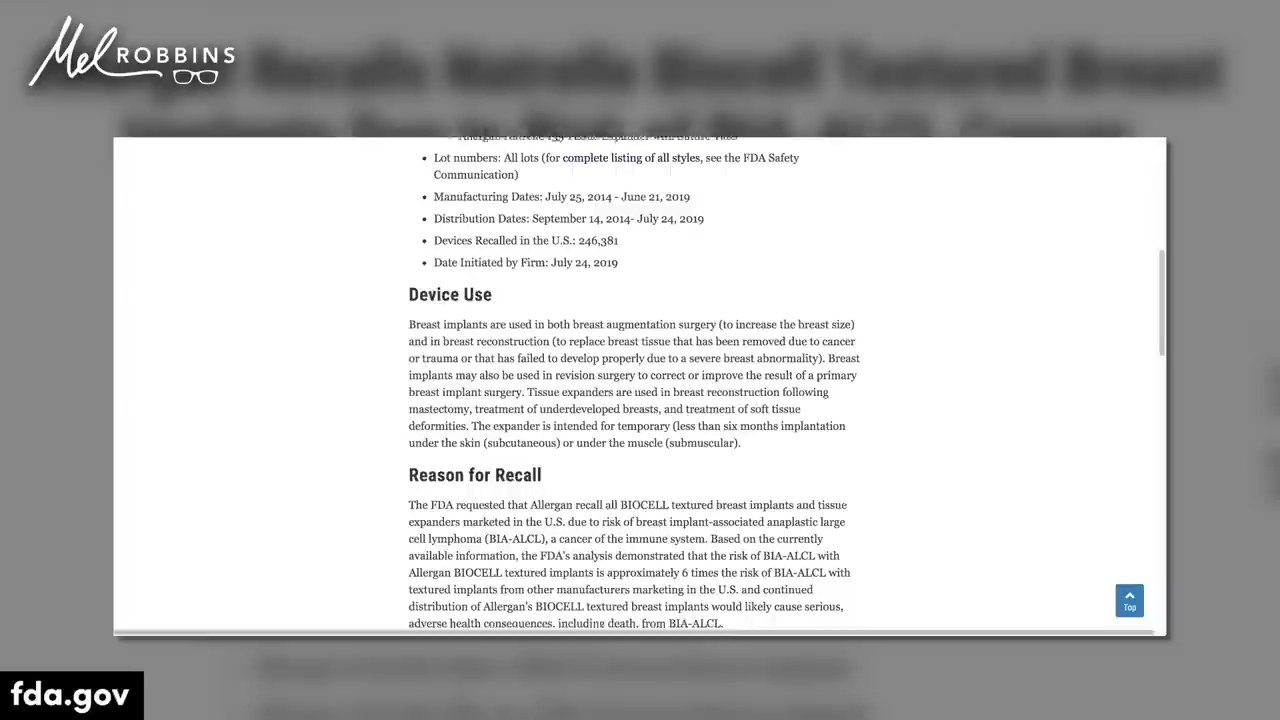 Mel ROBBINS
Recalls Natrelle Biocell Textured Breast
• Lot numbers: All lots (for complete listing of all styles, see the FDA Safety
Communication)
• Manufacturing Dates: July 25, 2014 - June 21, 2019
• Distribution Dates: September 14, 2014- July 24, 2019
• Devices Recalled in the U.S.: 246,381
• Date Initiated by Firm: July 24, 2019
Device Use
Breast implants are used in both breast augmentation surgery (to increase the breast size)
and in breast reconstruction (to replace breast tissue that has been removed due to cancer
or trauma or that has failed to develop properly due to a severe breast abnormality). Breast
implants may also be used in revision surgery to correct or improve the result of a primary
breast implant surgery. Tissue expanders are used in breast reconstruction following
mastectomy, treatment of underdeveloped breasts, and treatment of soft tissue
deformities. The expander is intended for temporary (less than six months implantation
under the skin (subcutaneous) or under the muscle (submuscular).
Reason for Recall
The FDA requested that Allergan recall all BIOCELL textured breast implants and tissue
expanders marketed in the U.S. due to risk of breast implant-associated anaplastic large
cell lymphoma (BIA-ALCL), a cancer of the immune system. Based on the currently
available information, the FDA's analysis demonstrated that the risk of BIA-ALCL with
Allergan BIOCELL textured implants is approximately 6 times the risk of BIA-ALCL with
textured implants from other manufacturers marketing in the U.S. and continued
distribution of Allergan's BIOCELL textured breast implants would likely cause serious,
adverse health consequences, including death, from BIA-ALCL.
Top
fda.gov